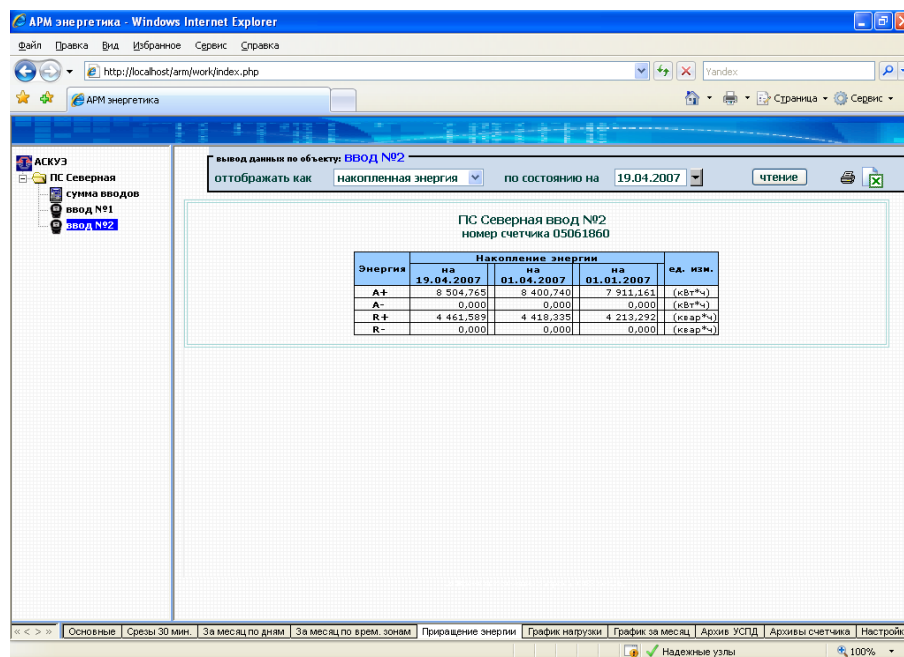 АРМ энергетика - Windows Internet Explorer
Файл Правка Вид Избранное Сервис Справка
http://localhost/arm/work/index.php Yandex
АРМ энергетика Страница Сервис
АСКУЭ
ПС Северная
сумма вводов
ввод №1
ввод №2
вывод данных по объекту: ВВОД №2
оттображать как накопленная энергия по состоянию на 19.04.2007 чтение
ПС Северная ввод №2
номер счетчика 05061860
Энергия Накопление энергии ед. изм.
на 19.04.2007 на 01.04.2007 на 01.01.2007
A+ 8 504,765 8 400,740 7 911,161 (кВт*ч)
A- 0,000 0,000 0,000 (кВт*ч)
R+ 4 461,589 4 418,335 4 213,292 (квар*ч)
R- 0,000 0,000 0,000 (квар*ч)
« < > » Основные Срезы 30 мин. За месяц по дням За месяц по врем. зонам Приращение энергии График нагрузки График за месяц Архив УСПД Архивы счетчика Настройк
Надежные узлы 100%